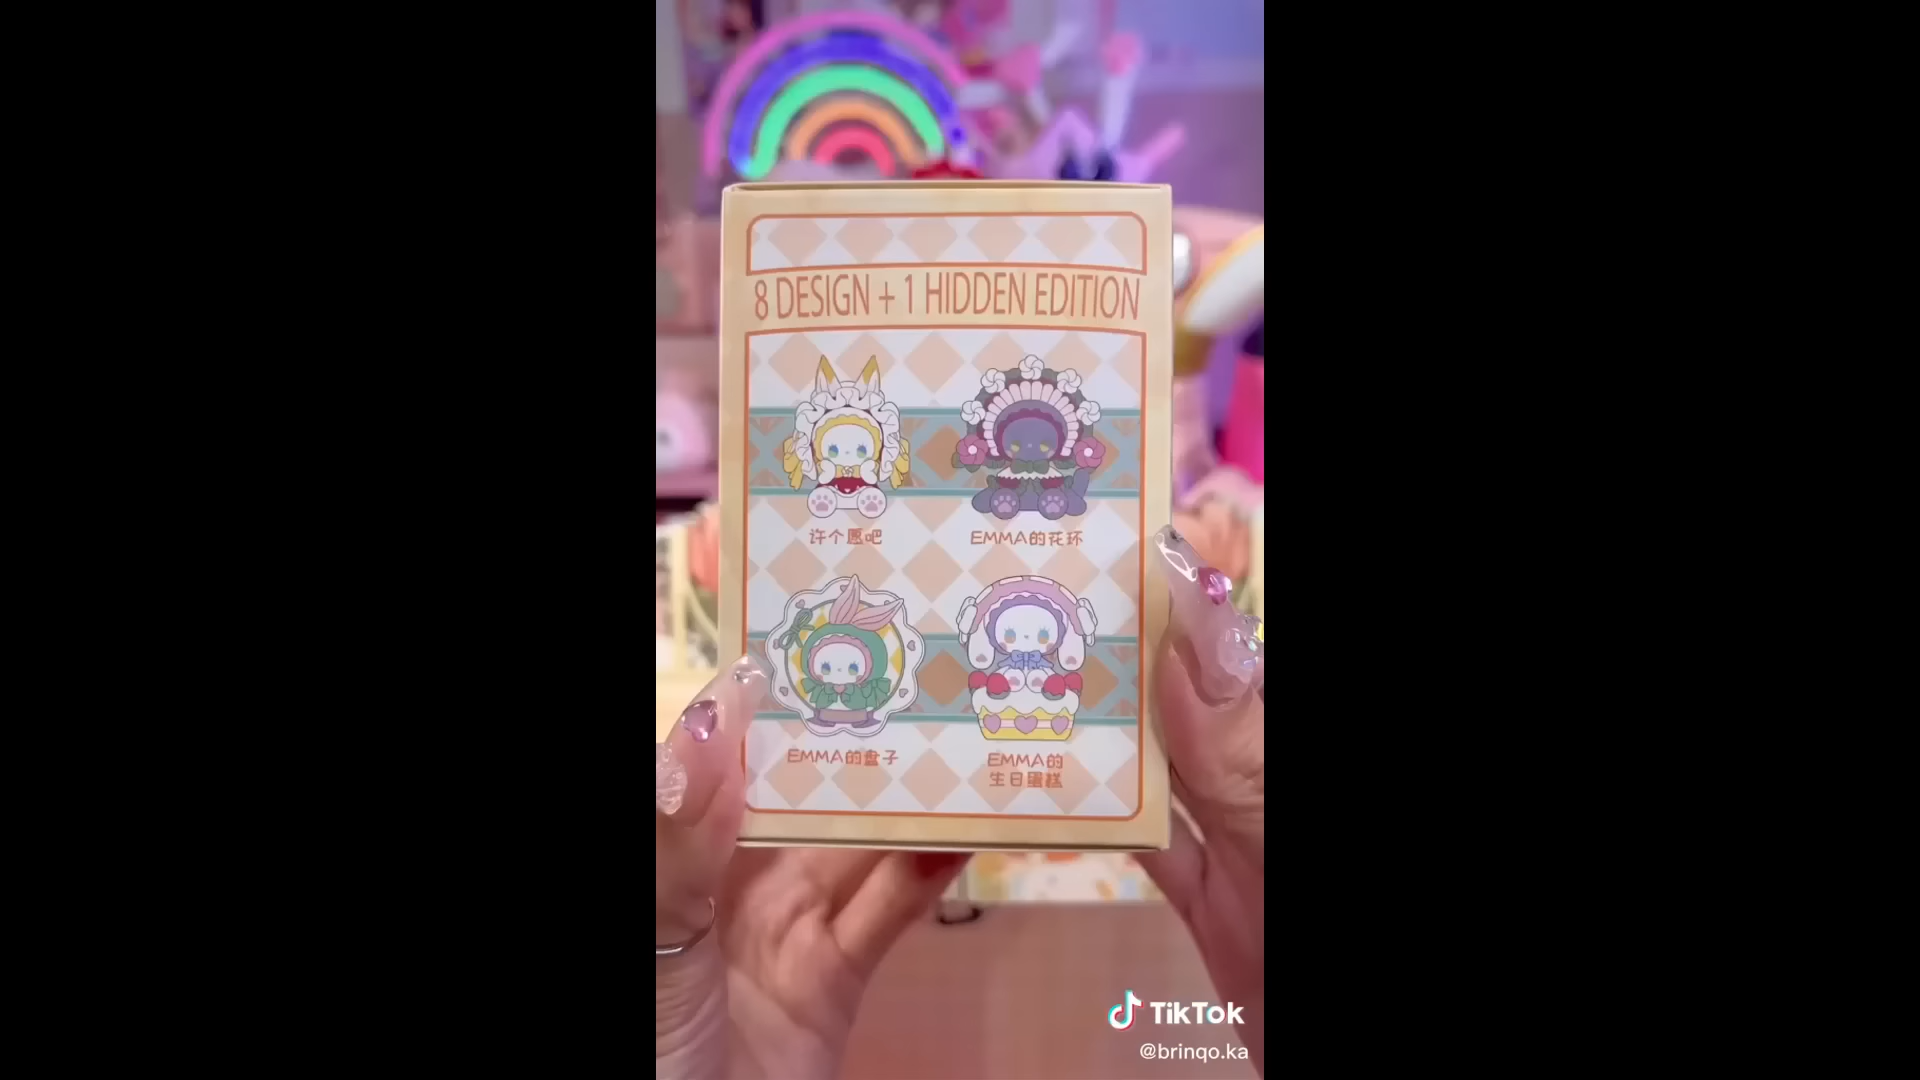 8 DESIGN + 1 HIDDEN EDITION
许个愿吧
EMMA的花环
EMMA的盘子
EMMA的
生日蛋糕
TikTok
@brinqo.ka